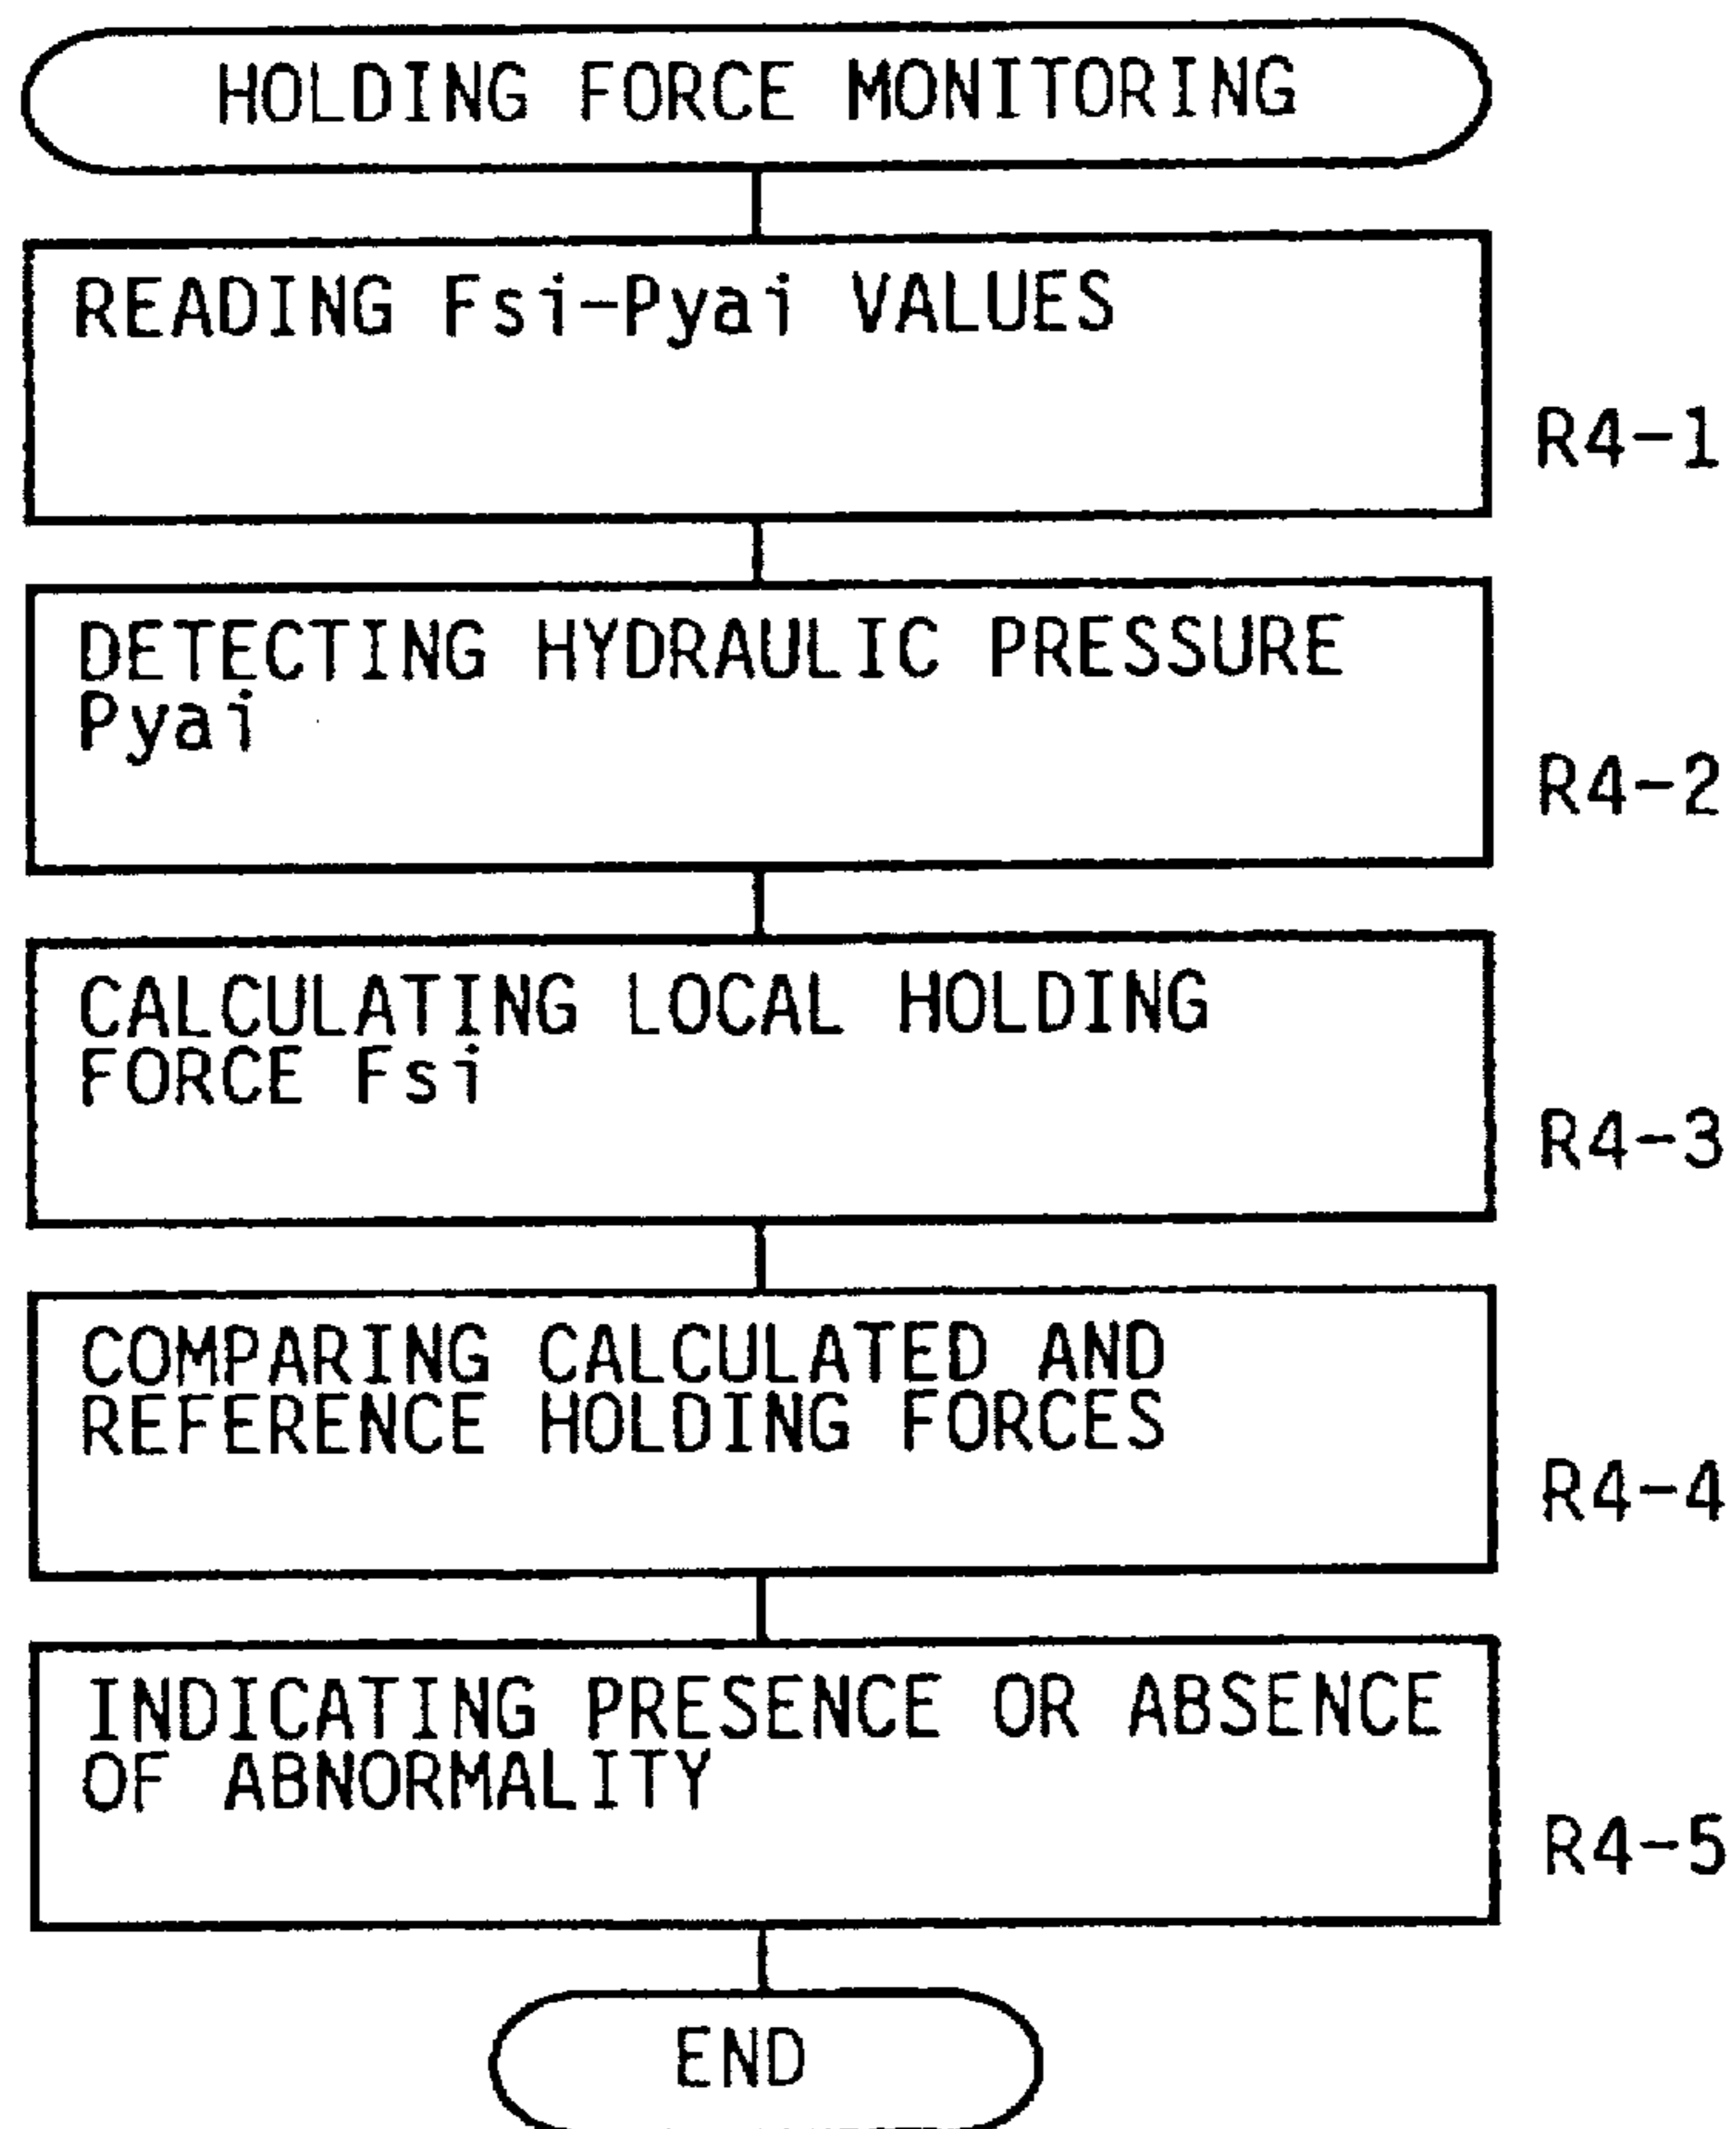 HOLDING FORCE MONITORING
READING Fsi-Pyai VALUES
R4-1
DETECTING HYDRAULIC PRESSURE
Pyai
R4-2
CALCULATING LOCAL HOLDING
FORCE Fsi
R4-3
COMPARING CALCULATED AND
REFERENCE HOLDING FORCES
R4-4
INDICATING PRESENCE OR ABSENCE
OF ABNORMALITY
R4-5
END